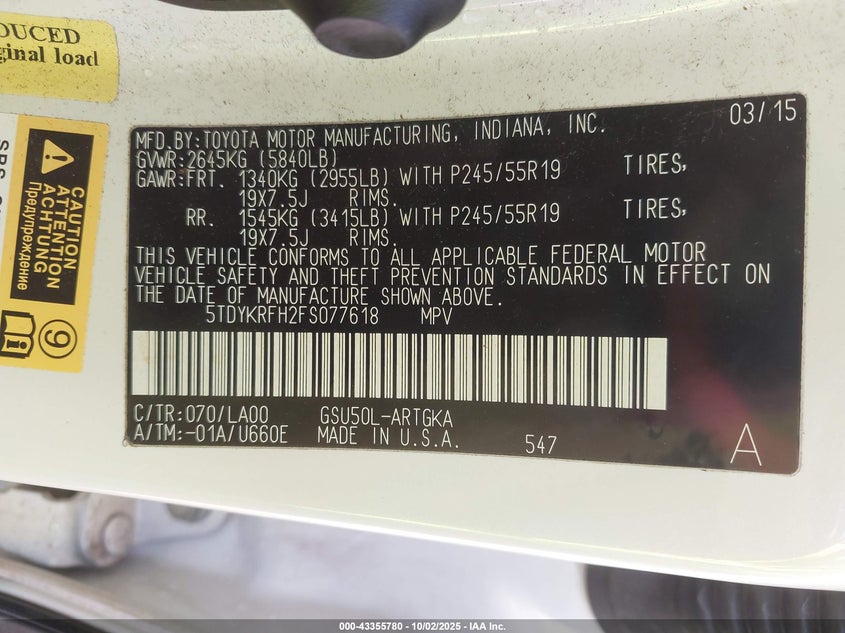 DUCED
ginal load
CAUTION
ATTENTION
ACHTUNG
Предупреждение
9
MFD.BY:TOYOTA MOTOR MANUFACTURING, INDIANA, INC. 03/15
GVWR:2645KG (5840LB)
GAWR:FRT. 1340KG (2955LB) WITH P245/55R19 TIRES,
19X7.5J RIMS.
RR. 1545KG (3415LB) WITH P245/55R19 TIRES,
19X7.5J RIMS.
THIS VEHICLE CONFORMS TO ALL APPLICABLE FEDERAL MOTOR
VEHICLE SAFETY AND THEFT PREVENTION STANDARDS IN EFFECT ON
THE DATE OF MANUFACTURE SHOWN ABOVE.
5TDYKRFH2FS077618 MPV
C/TR:070/LA00 GSU50L-ARTGKA
A/TM:-01A/U660E MADE IN U.S.A. 547 A
000-43355780 - 10/02/2025 - IAA Inc.